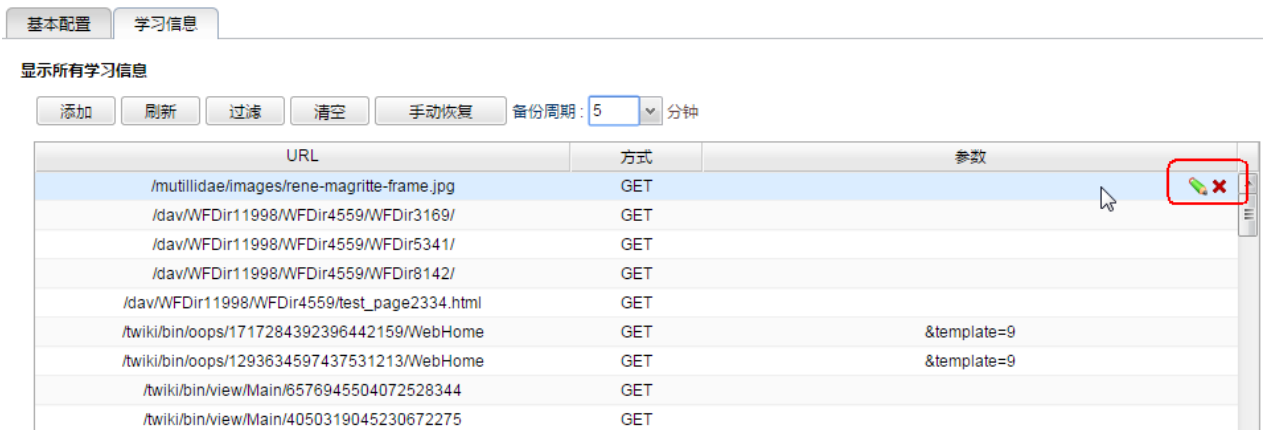 基本配置 学习信息
显示所有学习信息
添加 刷新 过滤 清空 手动恢复 备份周期: 5 分钟
URL 方式 参数
/mutillidae/images/rene-magritte-frame.jpg GET
/dav/WFDir11998/WFDir4559/WFDir3169/ GET
/dav/WFDir11998/WFDir4559/WFDir5341/ GET
/dav/WFDir11998/WFDir4559/WFDir8142/ GET
/dav/WFDir11998/WFDir4559/test_page2334.html GET
/twiki/bin/oops/1717284392396442159/WebHome GET &template=9
/twiki/bin/oops/1293634597437531213/WebHome GET &template=9
/twiki/bin/view/Main/6576945504072528344 GET
/twiki/bin/view/Main/4050319045230672275 GET